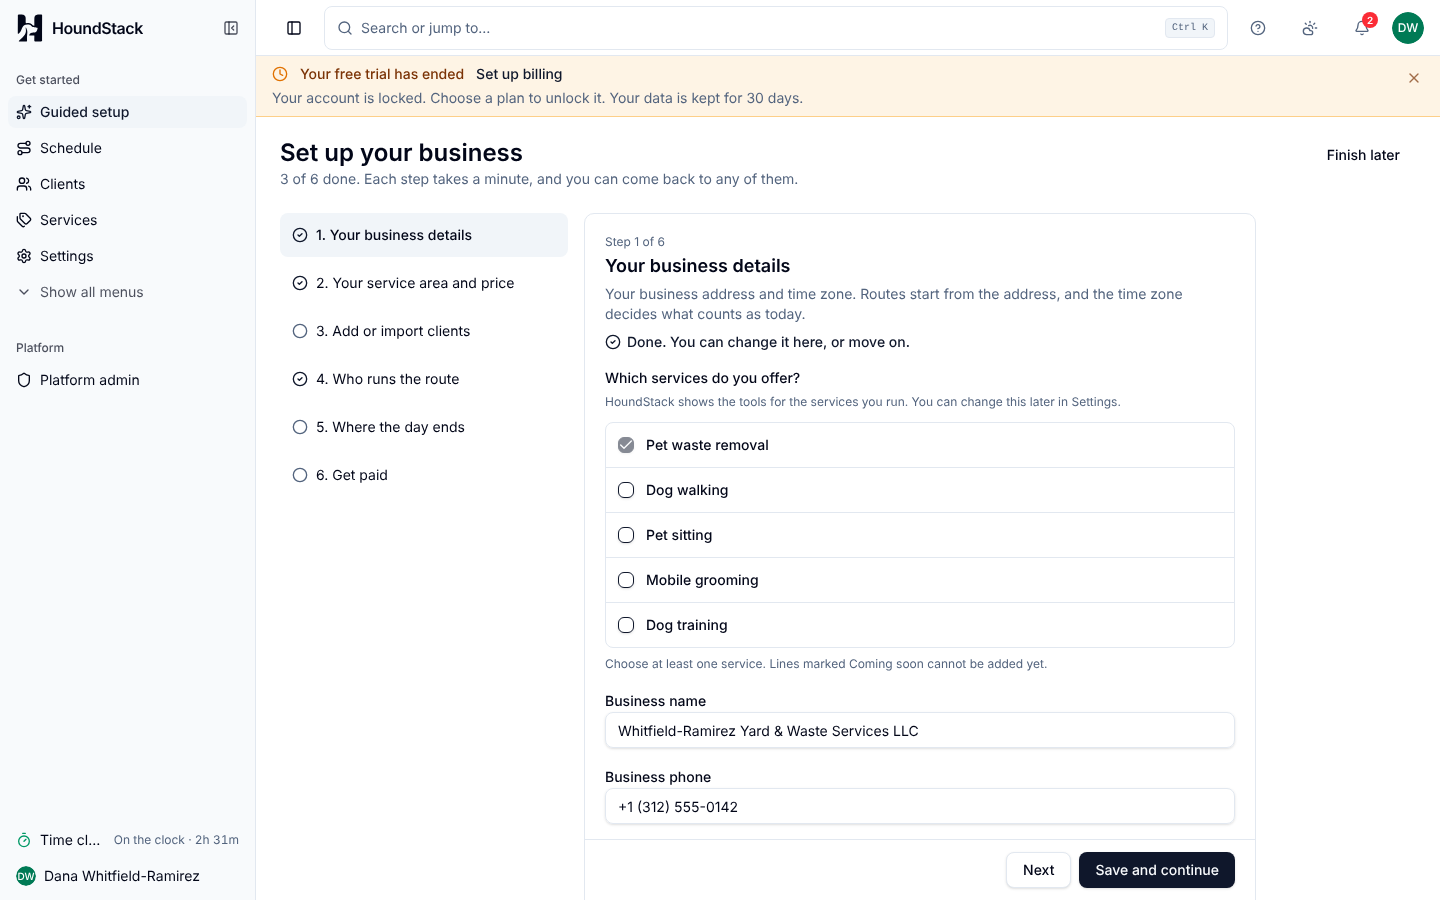 HoundStack
Search or jump to...
Ctrl K
2
DW
Get started
Guided setup
Schedule
Clients
Services
Settings
Show all menus
Platform
Platform admin
Time cl...
On the clock · 2h 31m
DW
Dana Whitfield-Ramirez
Your free trial has ended
Set up billing
Your account is locked. Choose a plan to unlock it. Your data is kept for 30 days.
Set up your business
Finish later
3 of 6 done. Each step takes a minute, and you can come back to any of them.
1. Your business details
2. Your service area and price
3. Add or import clients
4. Who runs the route
5. Where the day ends
6. Get paid
Step 1 of 6
Your business details
Your business address and time zone. Routes start from the address, and the time zone
decides what counts as today.
Done. You can change it here, or move on.
Which services do you offer?
HoundStack shows the tools for the services you run. You can change this later in Settings.
Pet waste removal
Dog walking
Pet sitting
Mobile grooming
Dog training
Choose at least one service. Lines marked Coming soon cannot be added yet.
Business name
Whitfield-Ramirez Yard & Waste Services LLC
Business phone
+1 (312) 555-0142
Next
Save and continue